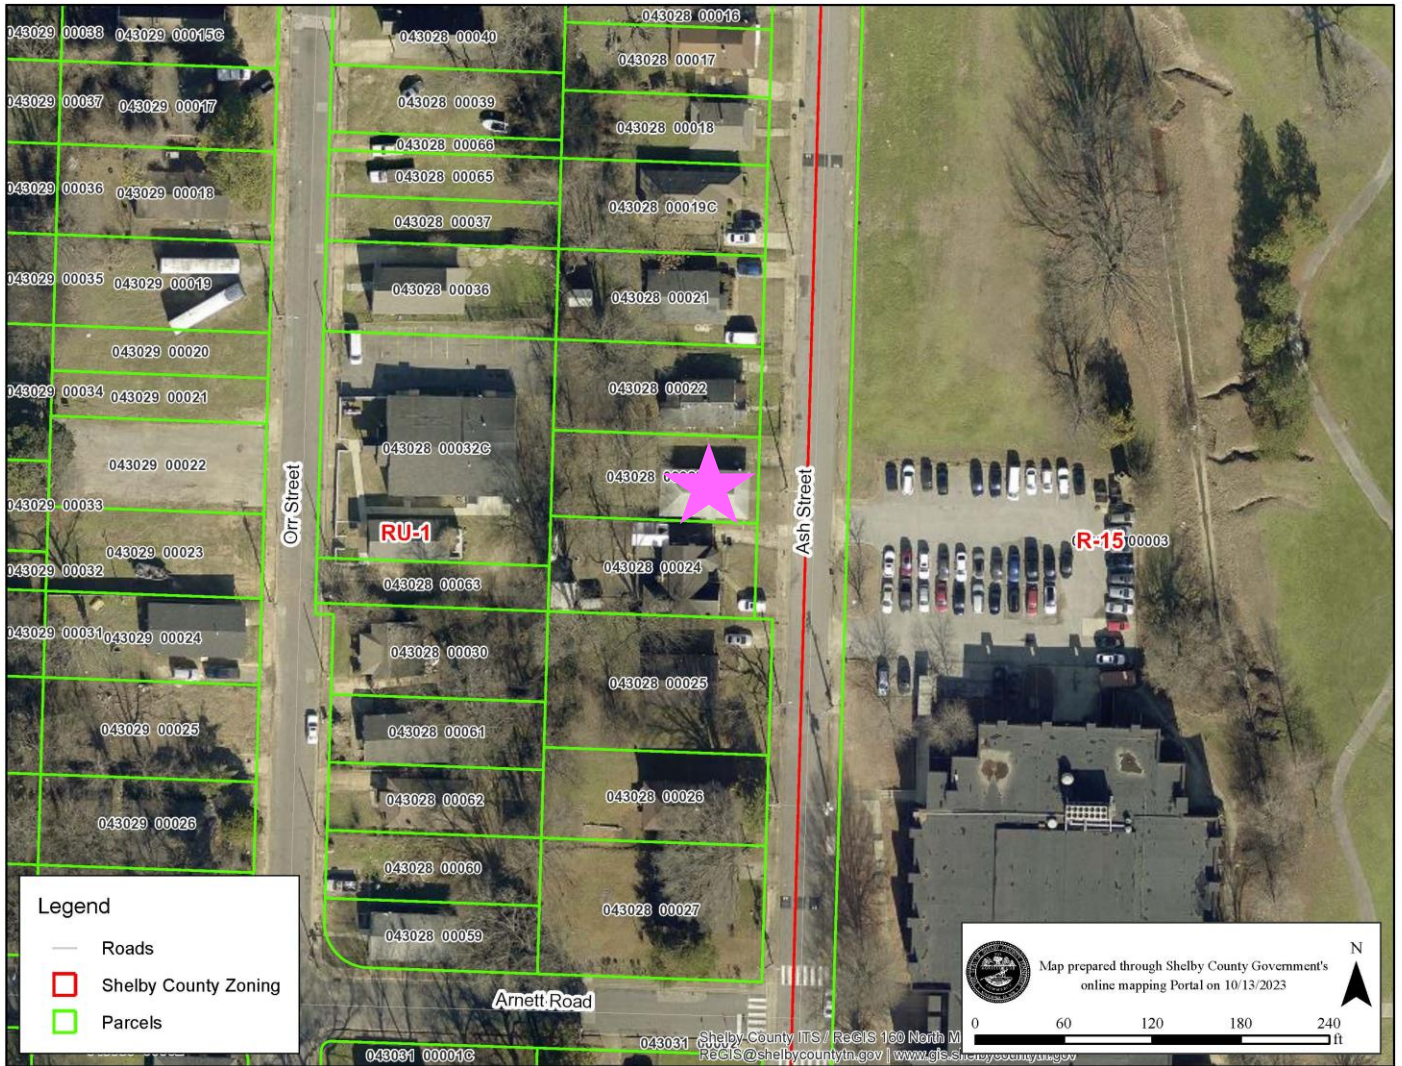 043028 00016
043029 00038
043029 00015C
043028 00040
043028 00017
043029 00037
043029 00017
043028 00039
043028 00018
043028 00066
043028 00065
043029 00036
043029 00018
043028 00019C
043028 00037
043029 00035
043029 00019
043028 00036
043028 00021
043029 00020
043029 00034
043029 00021
043028 00022
043029 00022
043028 00032C
043028
Orr Street
Ash Street
043029 00033
RU-1
R-15
00003
043029 00023
043029 00032
043028 00063
043028 00024
043029 00031
043029 00024
043028 00030
043028 00025
043029 00025
043028 00061
043028 00062
043028 00026
043029 00026
043028 00060
043028 00027
043028 00059
Legend
Roads
Shelby County Zoning
Parcels
Arnett Road
043031 00001C
043031
Shelby County ITS / ReGIS 160 North M
ReGIS@shelbycountytn.gov | www.gis.shelbycountytn.gov
Map prepared through Shelby County Government's
online mapping Portal on 10/13/2023
N
0 60 120 180 240
ft